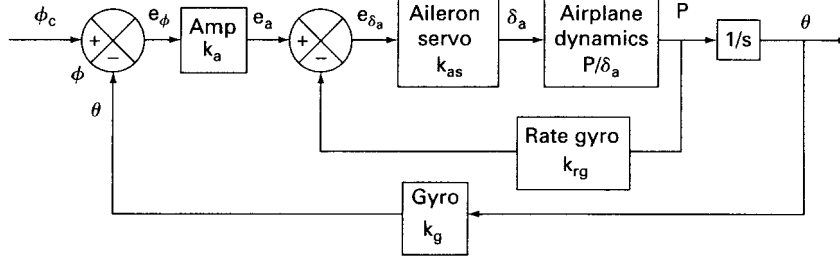 ϕc
+
−
ϕ
θ
eϕ
Amp
ka
ea
+
−
eδa
Aileron
servo
kas
δa
Airplane
dynamics
P/δa
P
1/s
θ
Rate gyro
krg
Gyro
kg